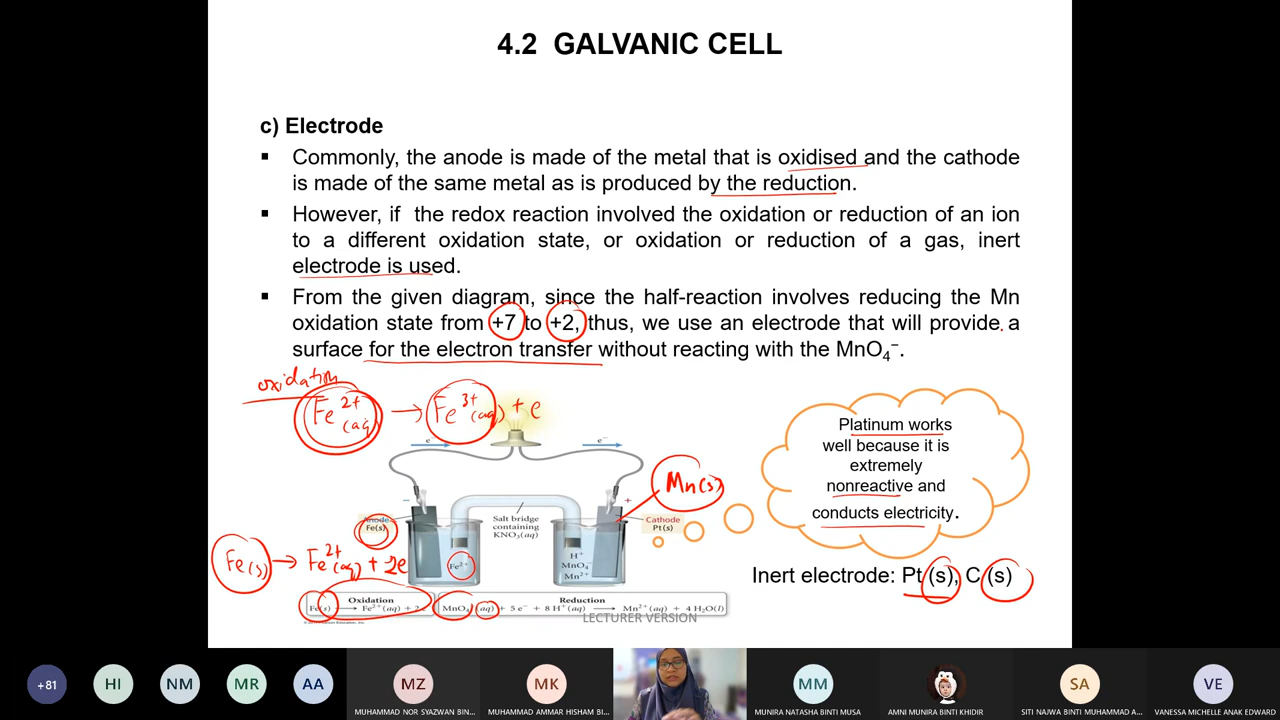 4.2 GALVANIC CELL
c) Electrode
▪ Commonly, the anode is made of the metal that is oxidised and the cathode
is made of the same metal as is produced by the reduction.
▪ However, if the redox reaction involved the oxidation or reduction of an ion
to a different oxidation state, or oxidation or reduction of a gas, inert
electrode is used.
▪ From the given diagram, since the half-reaction involves reducing the Mn
oxidation state from +7 to +2, thus, we use an electrode that will provide a
surface for the electron transfer without reacting with the MnO₄⁻.
oxidation
Fe²⁺(aq → Fe³⁺(aq) + e
e⁻ e⁻
Mn(s)
− +
Anode
Fe(s)
Salt bridge
containing
KNO₃(aq)
Cathode
Pt(s)
Fe(s) → Fe²⁺(aq) + 2e
Fe²⁺
H⁺
MnO₄⁻
Mn²⁺
Oxidation
Fe(s) → Fe²⁺(aq) + 2
Reduction
MnO₄ (aq) + 5 e⁻ + 8 H⁺(aq) → Mn²⁺(aq) + 4 H₂O(l)
LECTURER VERSION
Platinum works
well because it is
extremely
nonreactive and
conducts electricity.
Inert electrode: Pt (s), C (s)
+81
HI
NM
MR
AA
MZ
MUHAMMAD NOR SYAZWAN BIN...
MK
MUHAMMAD AMMAR HISHAM BI...
MM
MUNIRA NATASHA BINTI MUSA
AMNI MUNIRA BINTI KHIDIR
SA
SITI NAJWA BINTI MUHAMMAD A...
VE
VANESSA MICHELLE ANAK EDWARD